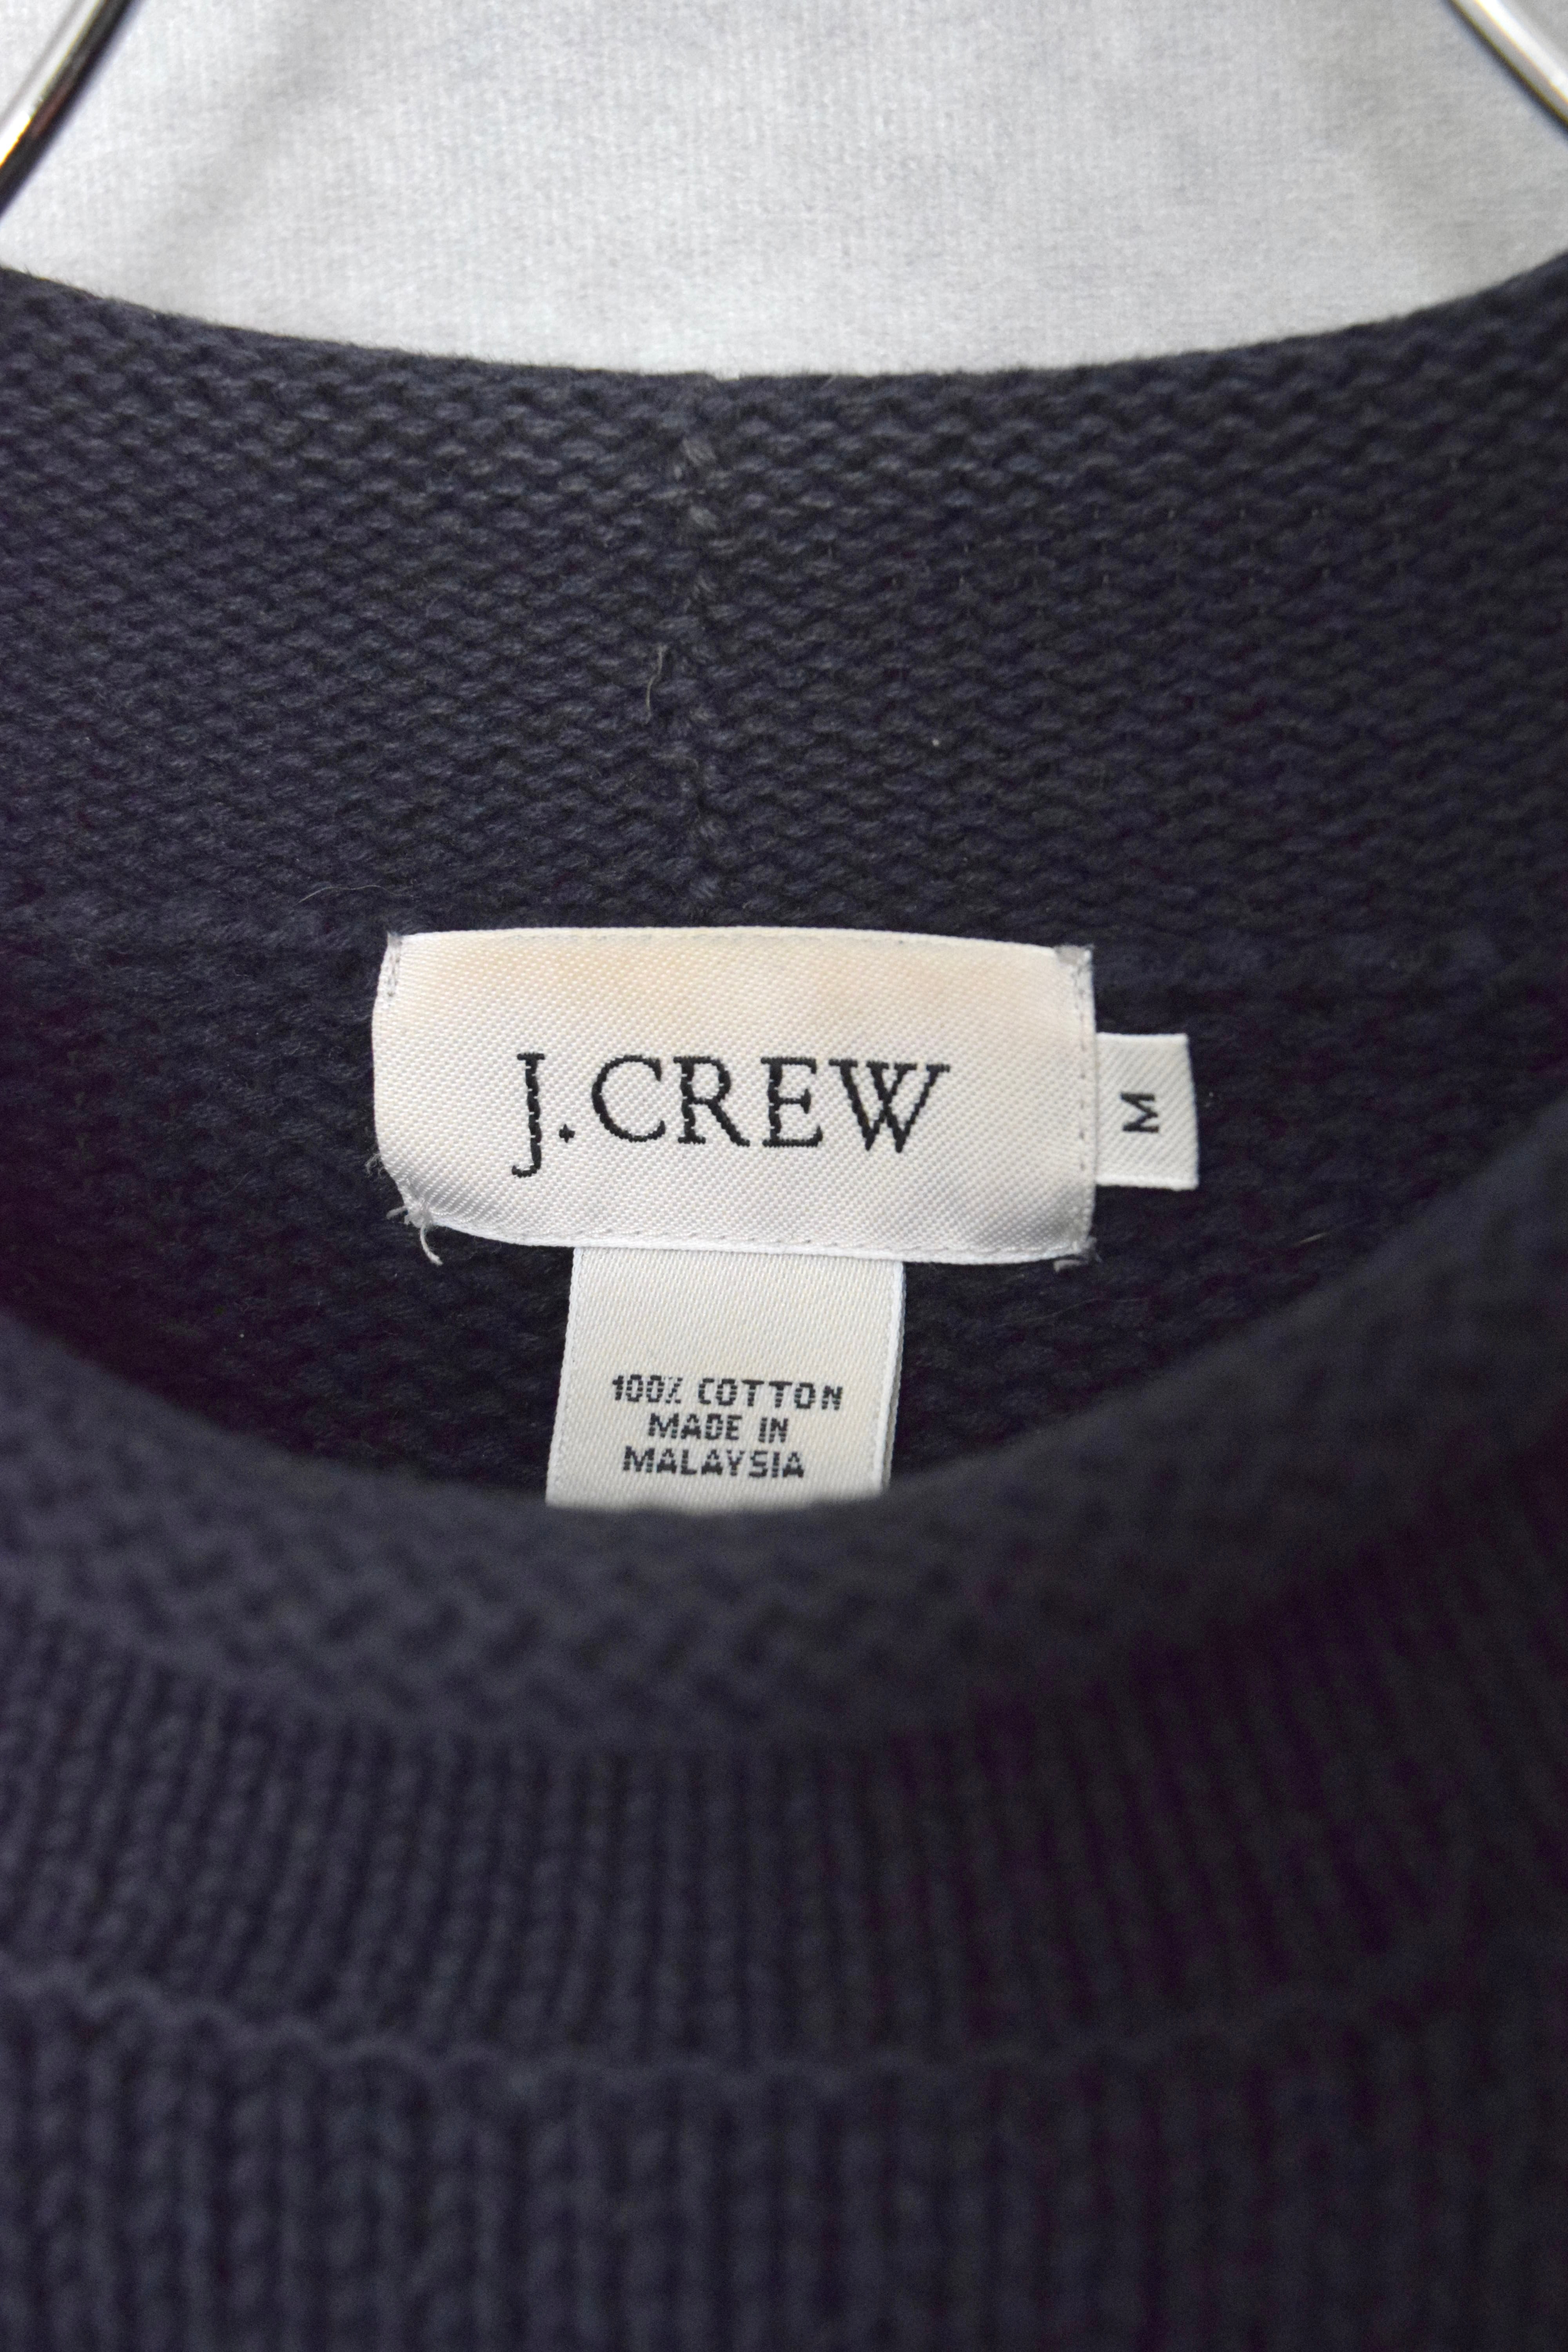 J.CREW
M
100% COTTON
MADE IN
MALAYSIA